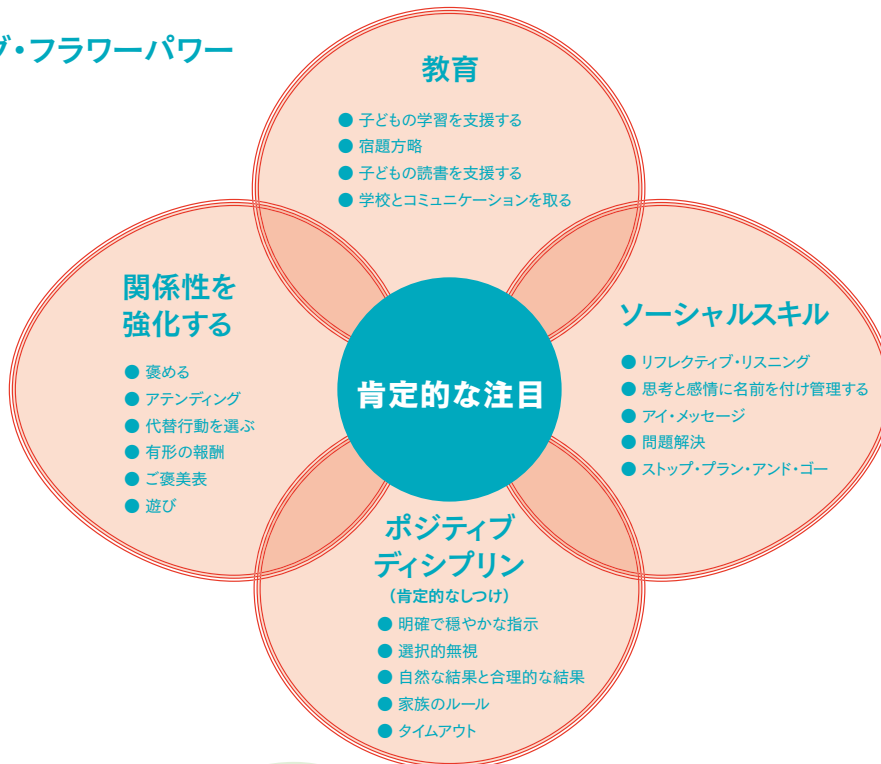 グ・フラワーパワー
教育
● 子どもの学習を支援する
● 宿題方略
● 子どもの読書を支援する
● 学校とコミュニケーションを取る
関係性を
強化する
● 褒める
● アテンディング
● 代替行動を選ぶ
● 有形の報酬
● ご褒美表
● 遊び
肯定的な注目
ソーシャルスキル
● リフレクティブ・リスニング
● 思考と感情に名前を付け管理する
● アイ・メッセージ
● 問題解決
● ストップ・プラン・アンド・ゴー
ポジティブ
ディシプリン
(肯定的なしつけ)
● 明確で穏やかな指示
● 選択的無視
● 自然な結果と合理的な結果
● 家族のルール
● タイムアウト